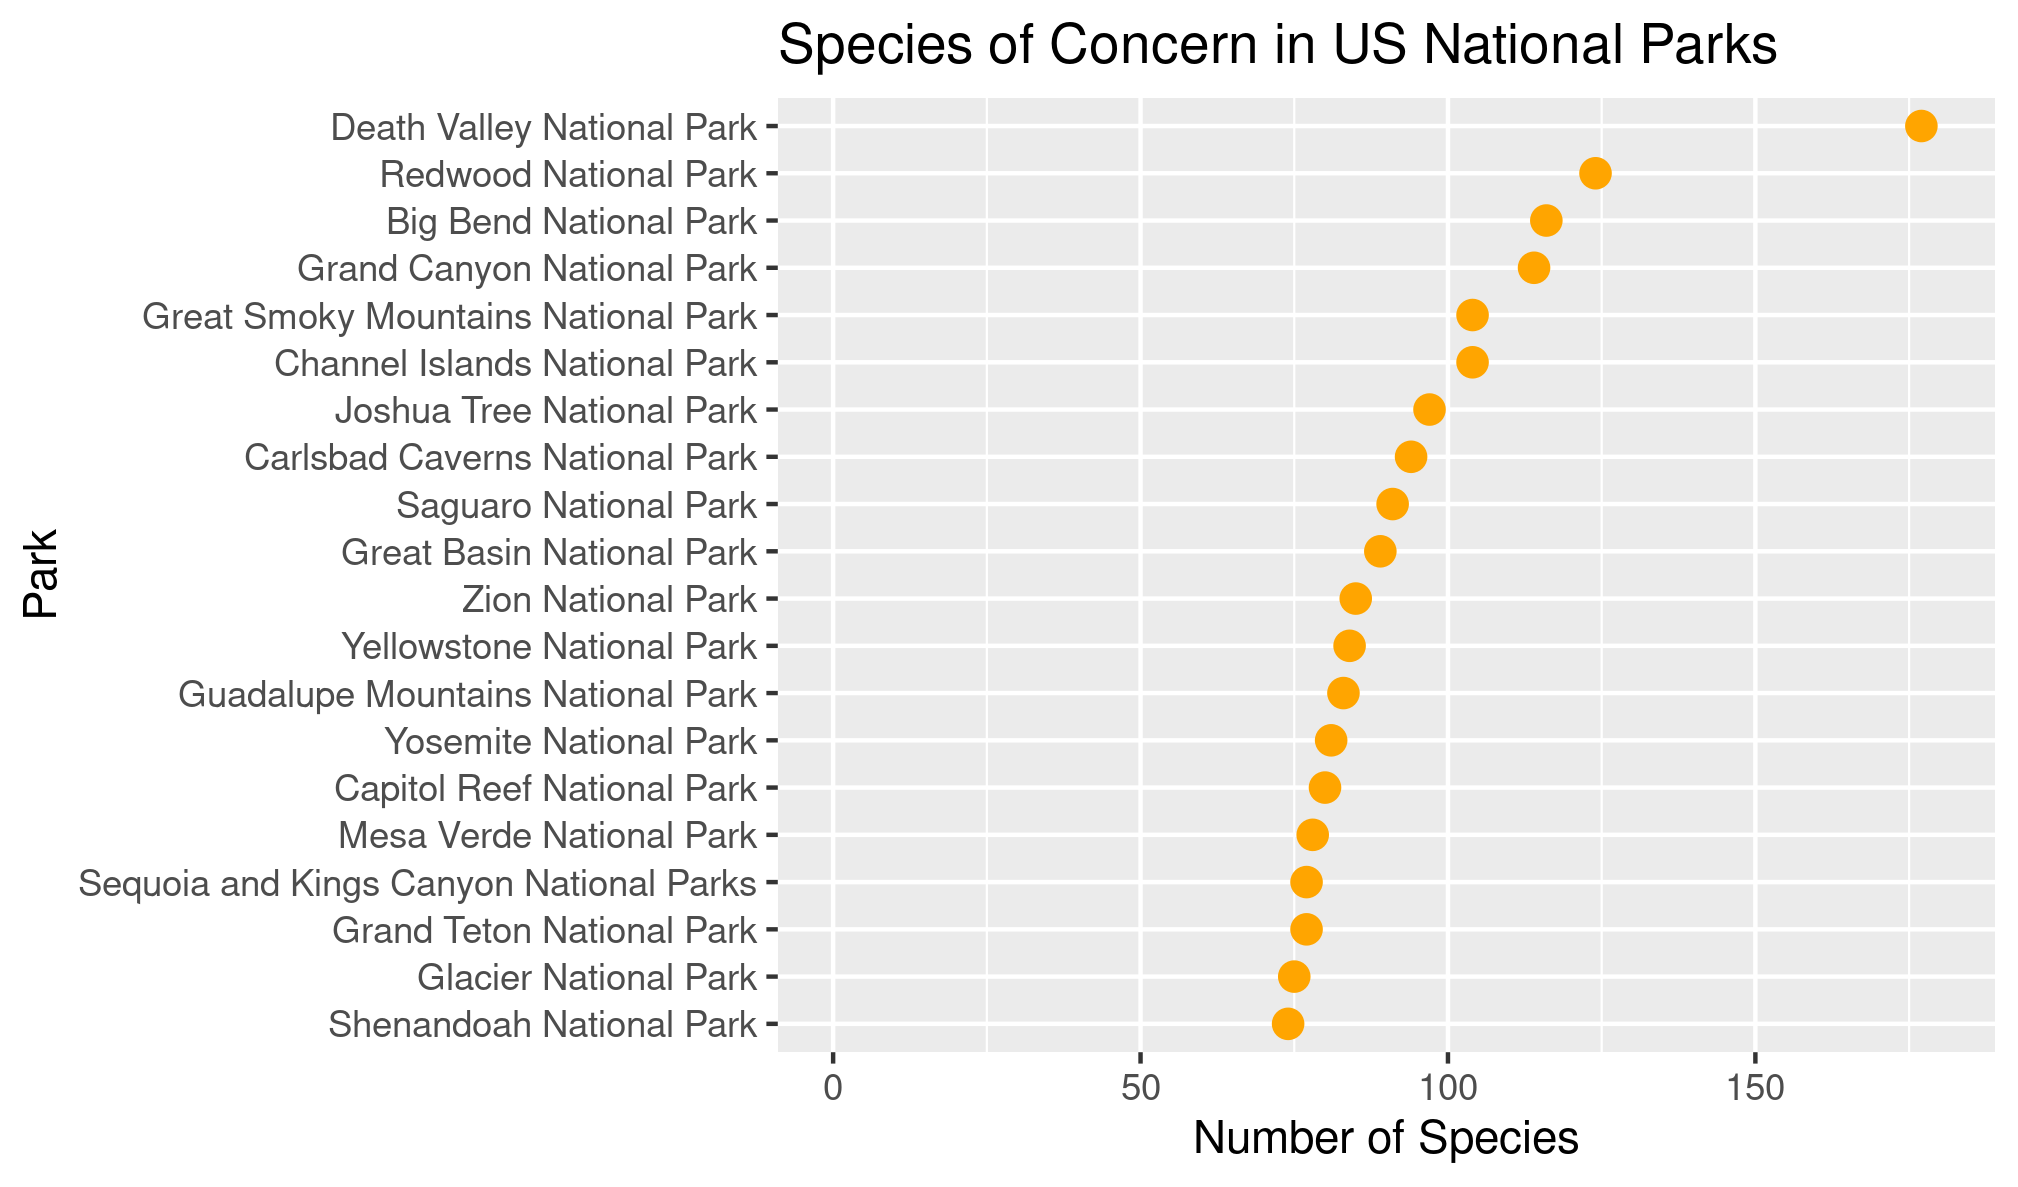 Species of Concern in US National Parks
Death Valley National Park
Redwood National Park
Big Bend National Park
Grand Canyon National Park
Great Smoky Mountains National Park
Channel Islands National Park
Joshua Tree National Park
Carlsbad Caverns National Park
Saguaro National Park
Great Basin National Park
Zion National Park
Yellowstone National Park
Guadalupe Mountains National Park
Yosemite National Park
Capitol Reef National Park
Mesa Verde National Park
Sequoia and Kings Canyon National Parks
Grand Teton National Park
Glacier National Park
Shenandoah National Park
Park
0 50 100 150
Number of Species